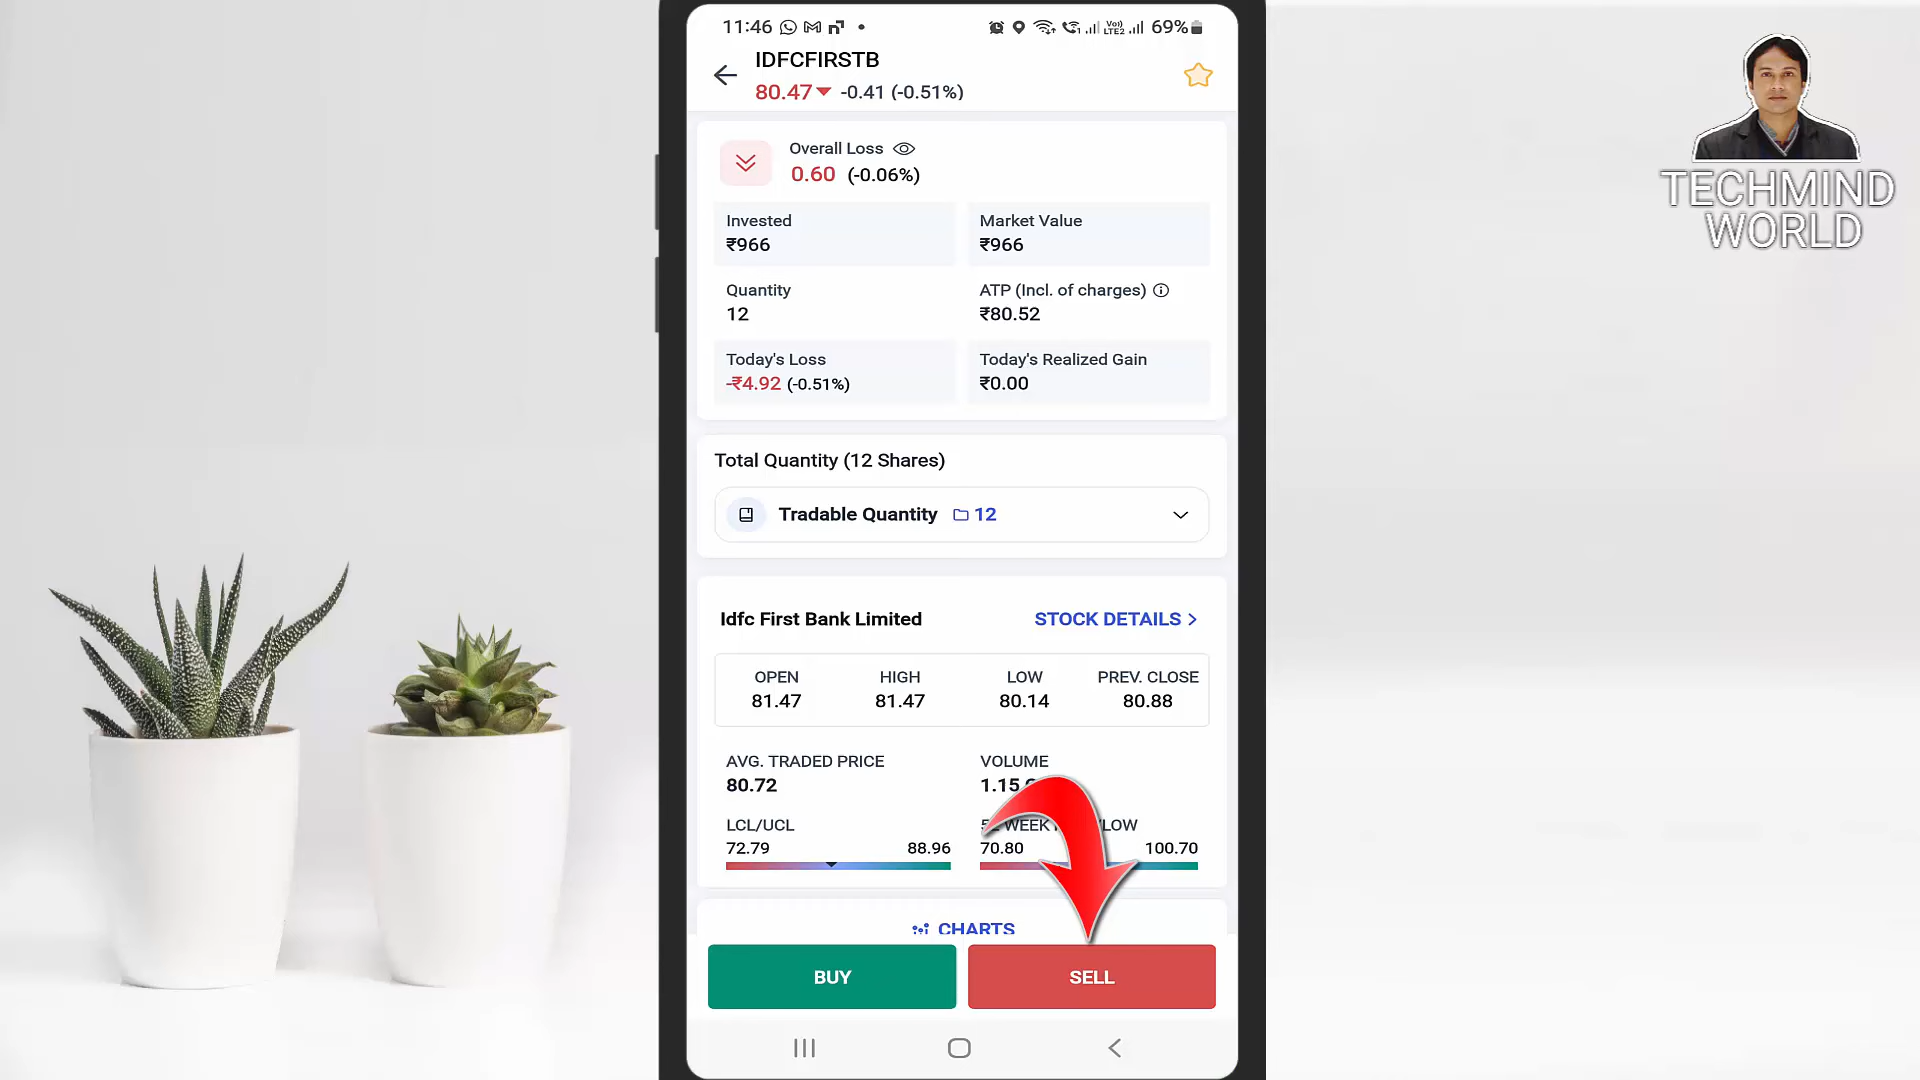 11:46 69%
IDFCFIRSTB
80.47 -0.41 (-0.51%)
Overall Loss
0.60 (-0.06%)
Invested
₹966
Market Value
₹966
Quantity
12
ATP (Incl. of charges)
₹80.52
Today's Loss
-₹4.92 (-0.51%)
Today's Realized Gain
₹0.00
Total Quantity (12 Shares)
Tradable Quantity 12
Idfc First Bank Limited STOCK DETAILS >
OPEN HIGH LOW PREV. CLOSE
81.47 81.47 80.14 80.88
AVG. TRADED PRICE
80.72
VOLUME
1.15
LCL/UCL
72.79 88.96
WEEK LOW
70.80 100.70
CHARTS
BUY SELL
TECHMIND
WORLD